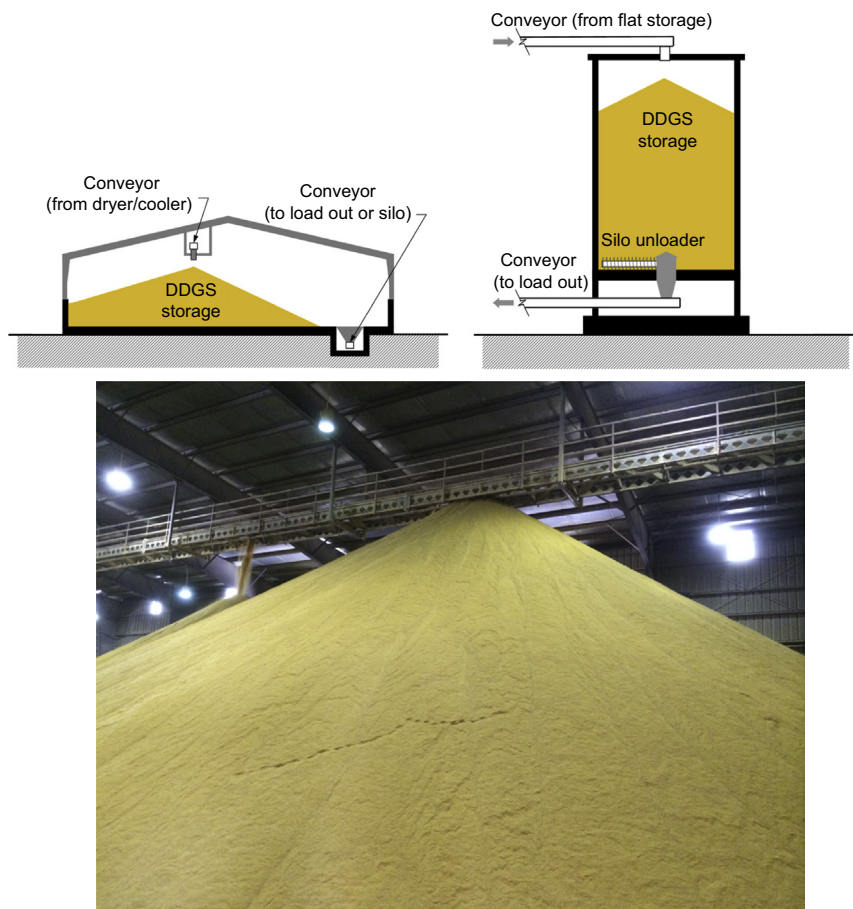 Conveyor (from flat storage)
DDGS
storage
Conveyor
(from dryer/cooler)
Conveyor
(to load out or silo)
Silo unloader
Conveyor
(to load out)
DDGS
storage